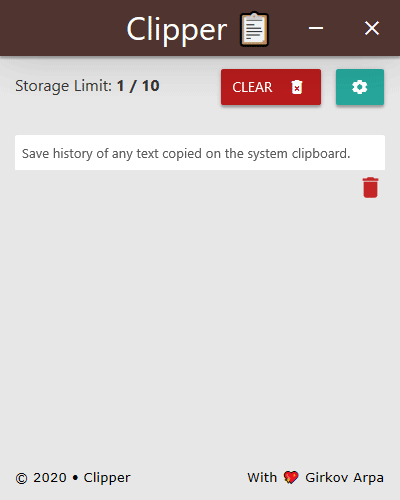 Clipper
Storage Limit: 1 / 10
CLEAR
Save history of any text copied on the system clipboard.
© 2020 • Clipper
With 💖 Girkov Arpa